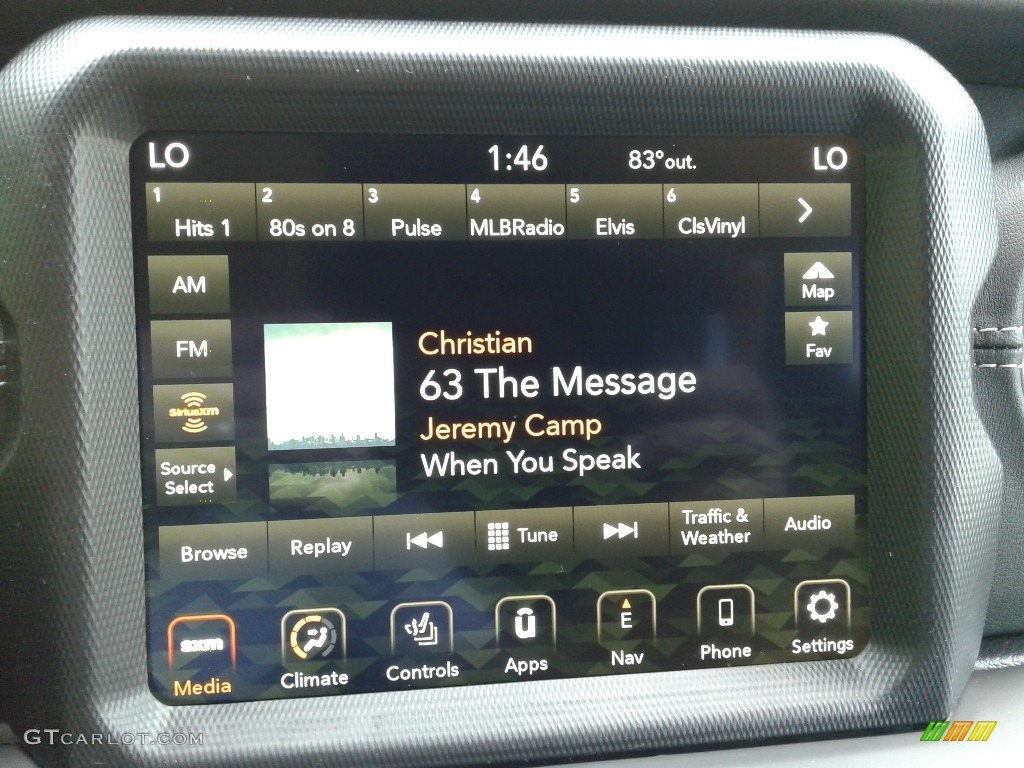 LO 1:46 83°out. LO
1 2 3 4 5 6
Hits 1 80s on 8 Pulse MLBRadio Elvis ClsVinyl
AM
Map
FM
Fav
SiriusXM
Source
Select
Christian
63 The Message
Jeremy Camp
When You Speak
Browse Replay Tune Traffic &
Weather Audio
sxm E
Media Climate Controls Apps Nav Phone Settings
GTCARLOT.COM